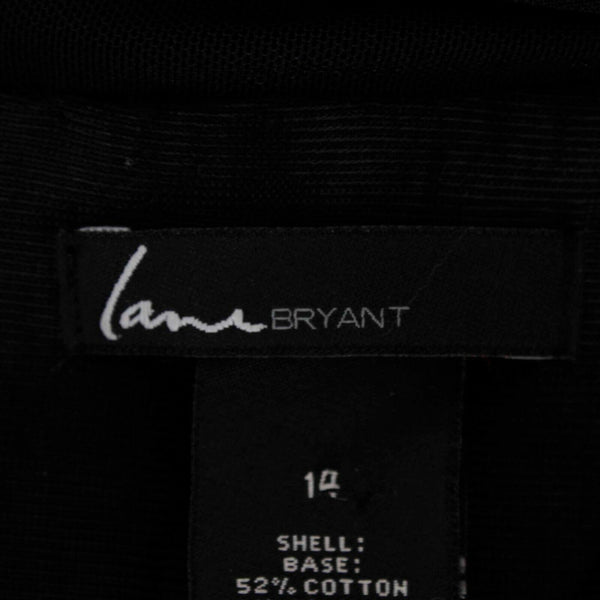 lane BRYANT
14
SHELL:
BASE:
52% COTTON